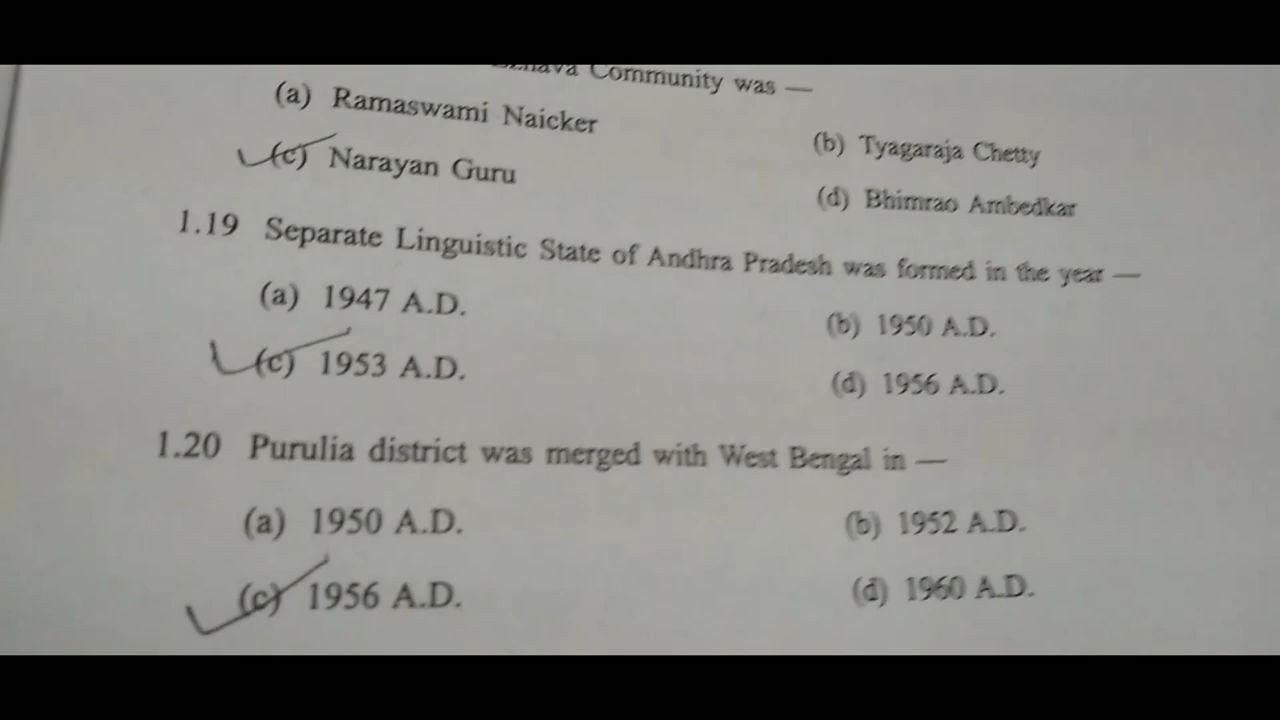 Community was —
(a) Ramaswami Naicker
(b) Tyagaraja Chetty
(c) Narayan Guru
(d) Bhimrao Ambedkar
1.19 Separate Linguistic State of Andhra Pradesh was formed in the year —
(a) 1947 A.D.
(b) 1950 A.D.
(c) 1953 A.D.
(d) 1956 A.D.
1.20 Purulia district was merged with West Bengal in —
(a) 1950 A.D.
(b) 1952 A.D.
(c) 1956 A.D.
(d) 1960 A.D.